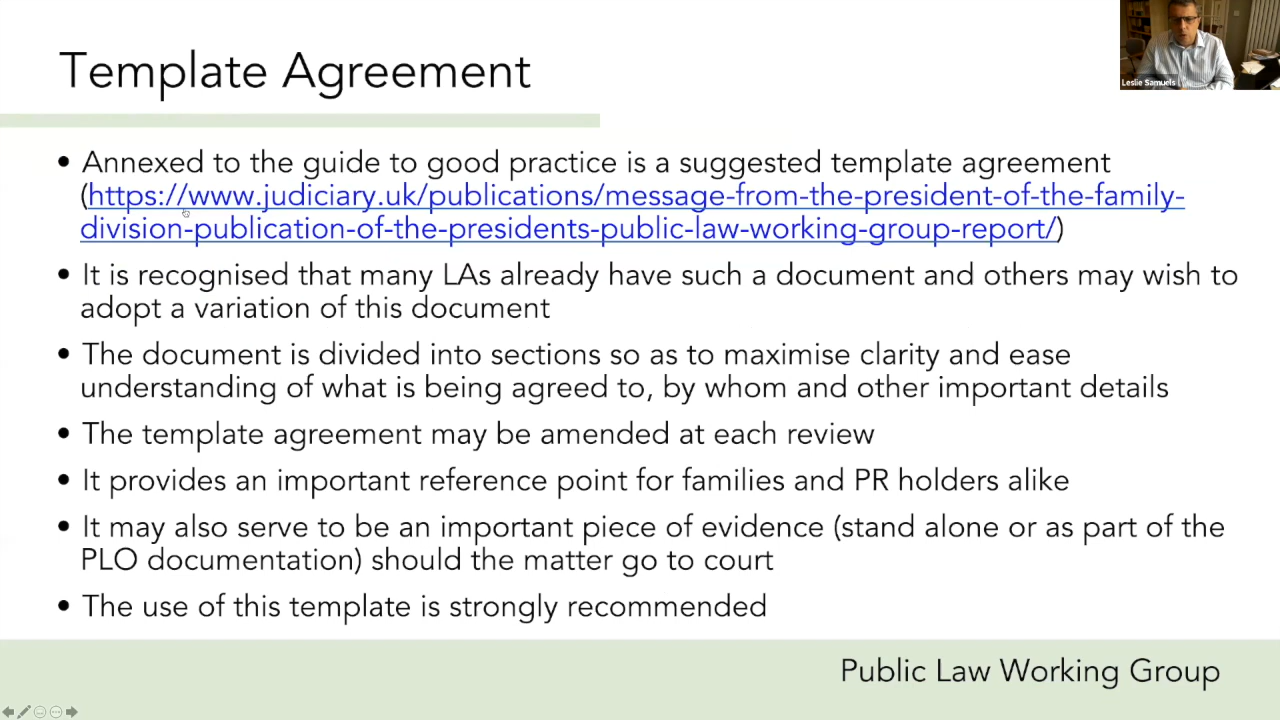 Template Agreement
Leslie Samuels
• Annexed to the guide to good practice is a suggested template agreement
(https://www.judiciary.uk/publications/message-from-the-president-of-the-family-
division-publication-of-the-presidents-public-law-working-group-report/)
• It is recognised that many LAs already have such a document and others may wish to
adopt a variation of this document
• The document is divided into sections so as to maximise clarity and ease
understanding of what is being agreed to, by whom and other important details
• The template agreement may be amended at each review
• It provides an important reference point for families and PR holders alike
• It may also serve to be an important piece of evidence (stand alone or as part of the
PLO documentation) should the matter go to court
• The use of this template is strongly recommended
Public Law Working Group